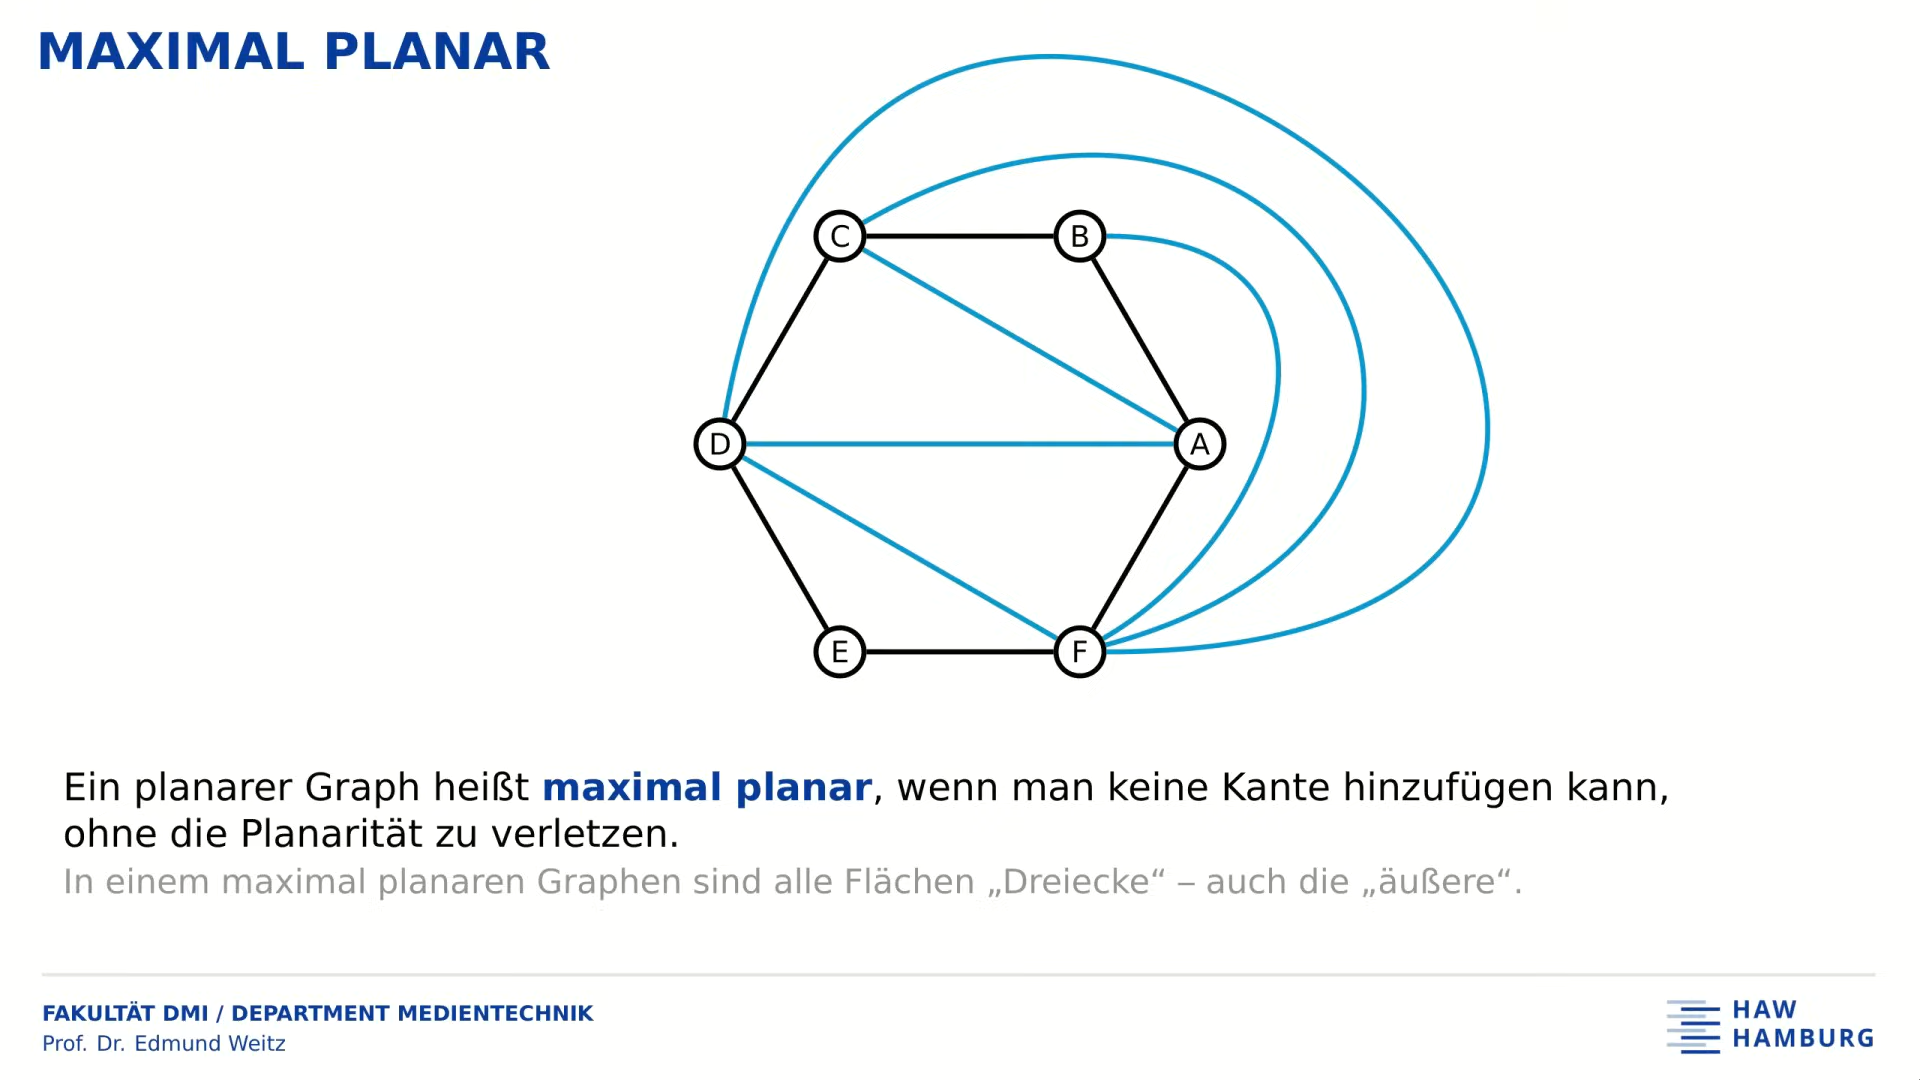 MAXIMAL PLANAR
C
B
D
A
E
F
Ein planarer Graph heißt maximal planar, wenn man keine Kante hinzufügen kann,
ohne die Planarität zu verletzen.
In einem maximal planaren Graphen sind alle Flächen „Dreiecke“ – auch die „äußere“.
FAKULTÄT DMI / DEPARTMENT MEDIENTECHNIK
Prof. Dr. Edmund Weitz
HAW
HAMBURG